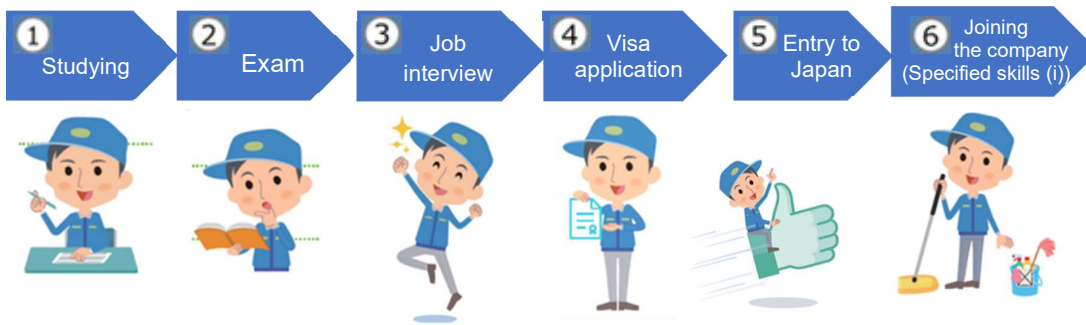 ① Studying
② Exam
③ Job
interview
④ Visa
application
⑤ Entry to
Japan
⑥ Joining
the company
(Specified skills (i))